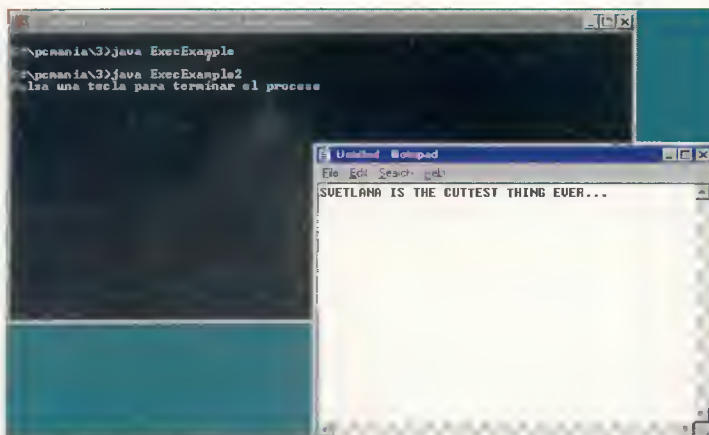 \pcmania\3>java ExecExample
\pcmania\3>java ExecExample2
lsa una tecla para terminar el proceso
Untitled - Notepad
File Edit Search Help
SVETLANA IS THE CUTTEST THING EVER...